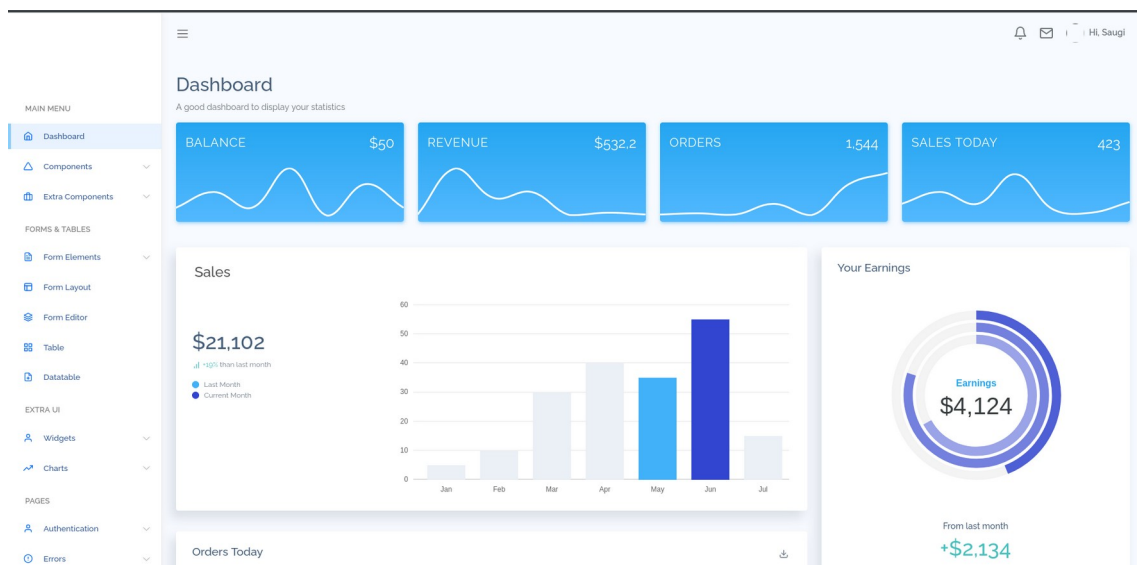 Hi, Saugi
MAIN MENU
Dashboard
Components
Extra Components
FORMS & TABLES
Form Elements
Form Layout
Form Editor
Table
Datatable
EXTRA UI
Widgets
Charts
PAGES
Authentication
Errors
Dashboard
A good dashboard to display your statistics
BALANCE $50
REVENUE $532,2
ORDERS 1,544
SALES TODAY 423
Sales
$21,102
+19% than last month
Last Month
Current Month
60
50
40
30
20
10
0
Jan Feb Mar Apr May Jun Jul
Your Earnings
Earnings
$4,124
From last month
+$2,134
Orders Today